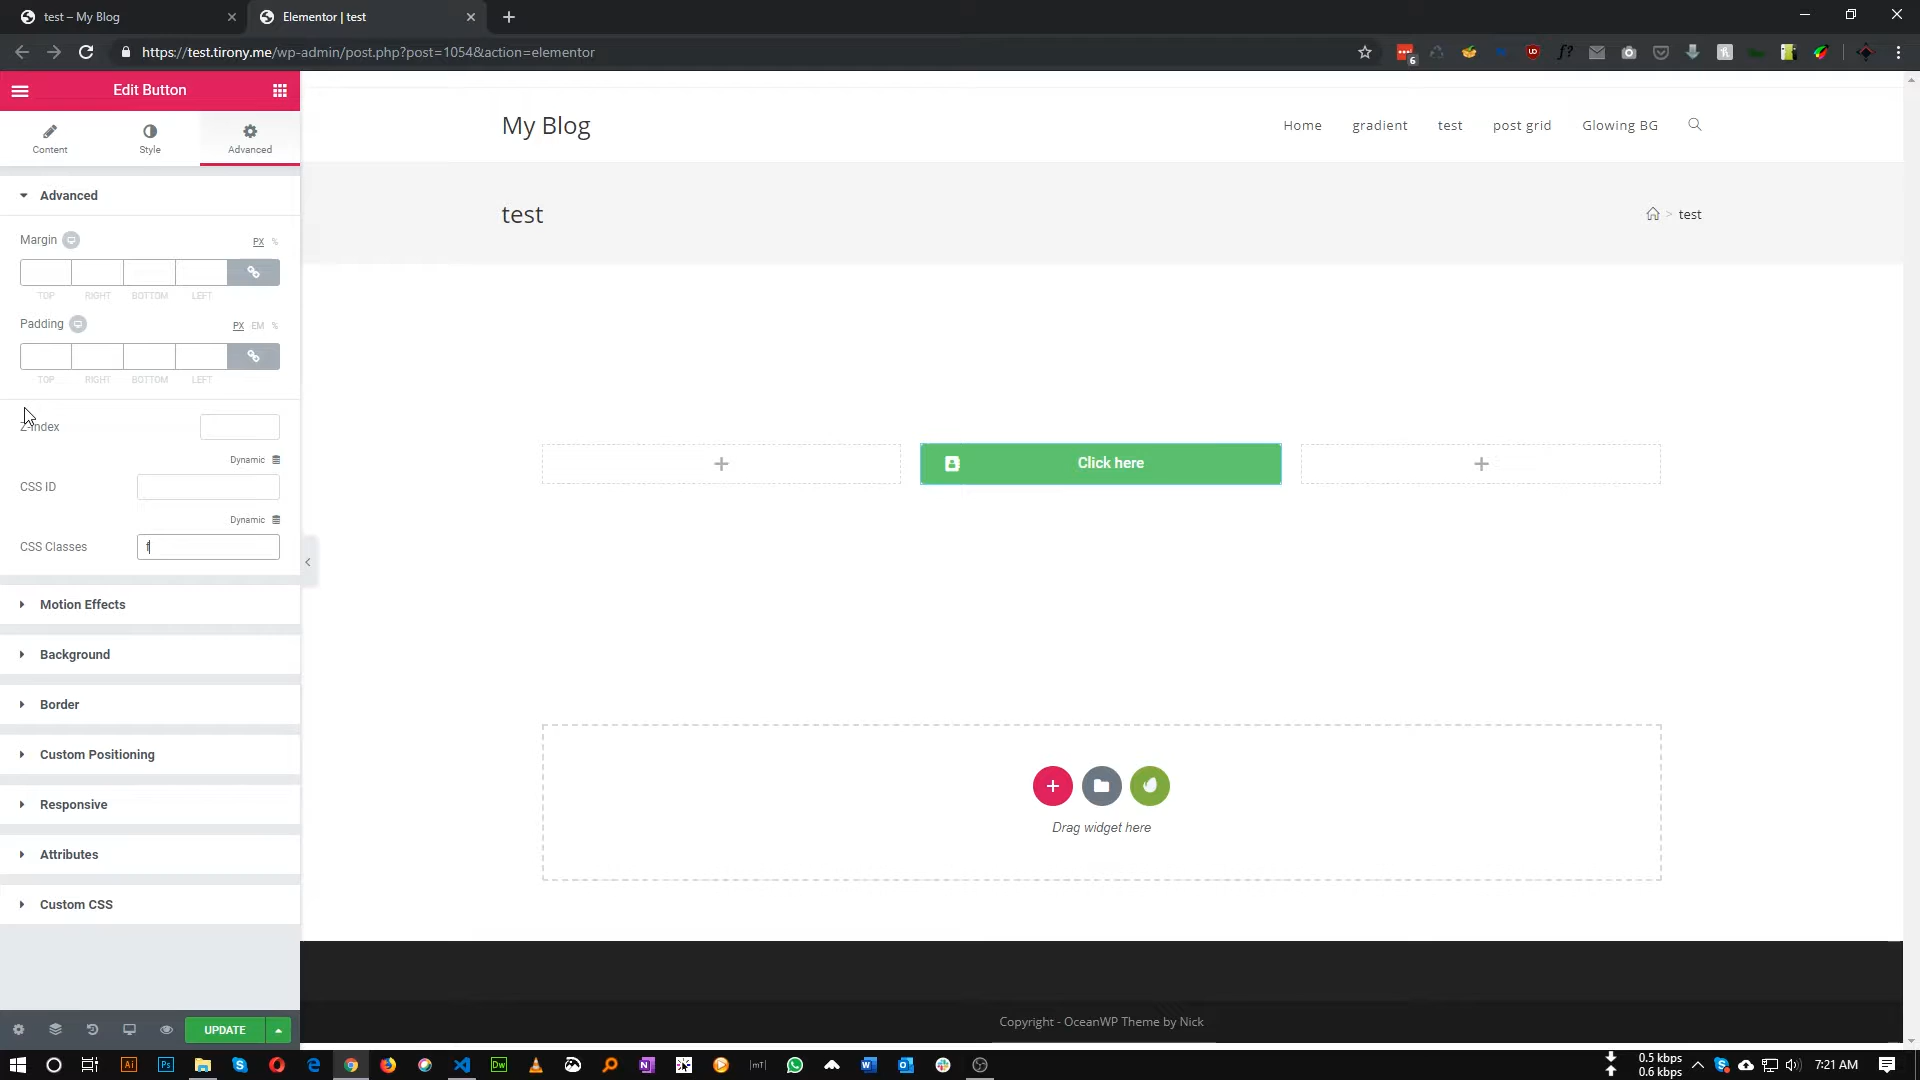 test – My Blog
Elementor | test
https://test.tirony.me/wp-admin/post.php?post=1054&action=elementor
6
Edit Button
Content
Style
Advanced
Advanced
Margin
PX %
TOP RIGHT BOTTOM LEFT
Padding
PX EM %
TOP RIGHT BOTTOM LEFT
Z-Index
Dynamic
CSS ID
Dynamic
CSS Classes
f
Motion Effects
Background
Border
Custom Positioning
Responsive
Attributes
Custom CSS
UPDATE
My Blog
Home gradient test post grid Glowing BG
test
> test
Click here
Drag widget here
Copyright - OceanWP Theme by Nick
0.5 kbps
0.6 kbps
7:21 AM